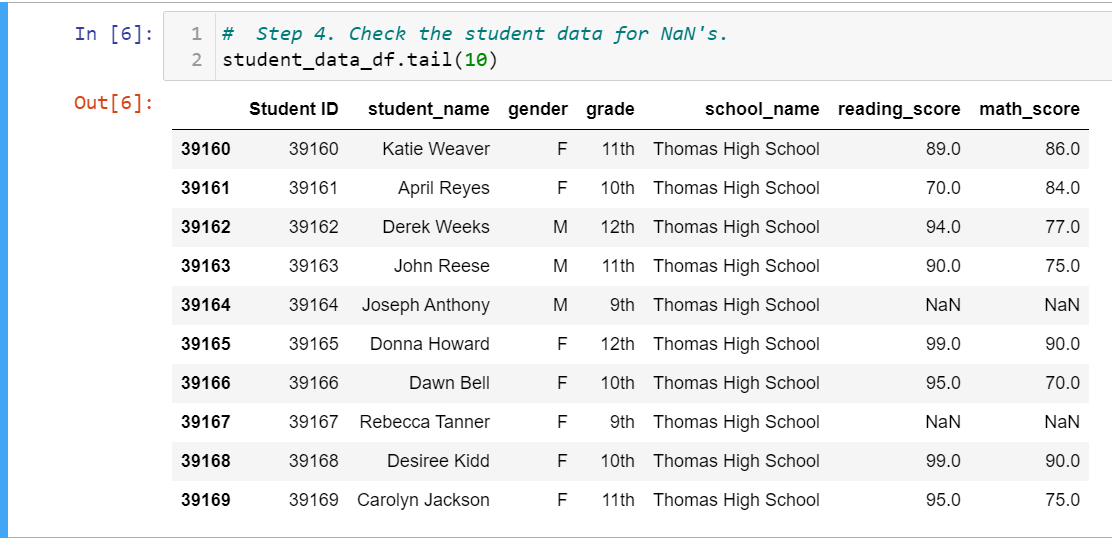 In [6]: 1 #  Step 4. Check the student data for NaN's.
2 student_data_df.tail(10)
Out[6]:
Student ID student_name gender grade school_name reading_score math_score
39160 39160 Katie Weaver F 11th Thomas High School 89.0 86.0
39161 39161 April Reyes F 10th Thomas High School 70.0 84.0
39162 39162 Derek Weeks M 12th Thomas High School 94.0 77.0
39163 39163 John Reese M 11th Thomas High School 90.0 75.0
39164 39164 Joseph Anthony M 9th Thomas High School NaN NaN
39165 39165 Donna Howard F 12th Thomas High School 99.0 90.0
39166 39166 Dawn Bell F 10th Thomas High School 95.0 70.0
39167 39167 Rebecca Tanner F 9th Thomas High School NaN NaN
39168 39168 Desiree Kidd F 10th Thomas High School 99.0 90.0
39169 39169 Carolyn Jackson F 11th Thomas High School 95.0 75.0